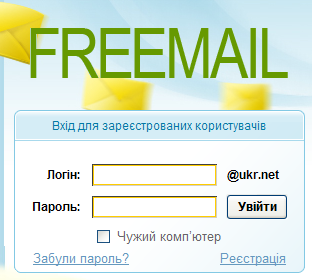 FREEMAIL
Вхід для зареєстрованих користувачів
Логін: @ukr.net
Пароль: Увійти
Чужий комп'ютер
Забули пароль? Реєстрація